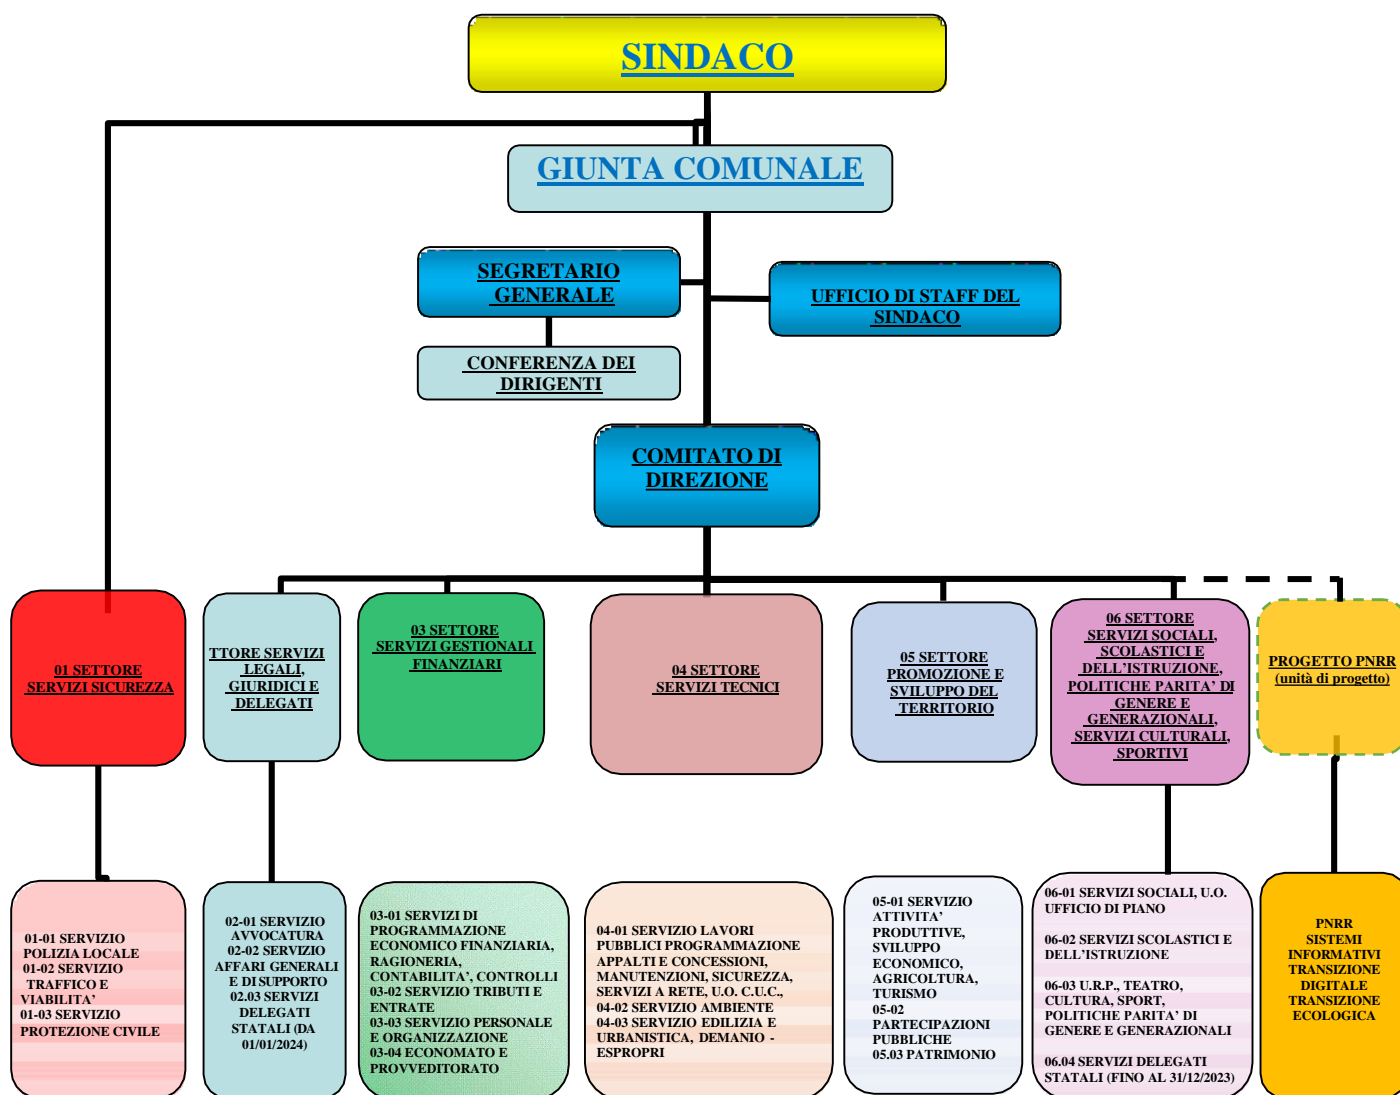 SINDACO
GIUNTA COMUNALE
SEGRETARIO
GENERALE
UFFICIO DI STAFF DEL
SINDACO
CONFERENZA DEI
DIRIGENTI
COMITATO DI
DIREZIONE
01 SETTORE
SERVIZI SICUREZZA
TTORE SERVIZI
LEGALI,
GIURIDICI E
DELEGATI
03 SETTORE
SERVIZI GESTIONALI
FINANZIARI
04 SETTORE
SERVIZI TECNICI
05 SETTORE
PROMOZIONE E
SVILUPPO DEL
TERRITORIO
06 SETTORE
SERVIZI SOCIALI,
SCOLASTICI E
DELL'ISTRUZIONE,
POLITICHE PARITA' DI
GENERE E
GENERAZIONALI,
SERVIZI CULTURALI,
SPORTIVI
PROGETTO PNRR
(unità di progetto)
01-01 SERVIZIO
POLIZIA LOCALE
01-02 SERVIZIO
TRAFFICO E
VIABILITA'
01-03 SERVIZIO
PROTEZIONE CIVILE
02-01 SERVIZIO
AVVOCATURA
02-02 SERVIZIO
AFFARI GENERALI
E DI SUPPORTO
02.03 SERVIZI
DELEGATI
STATALI (DA
01/01/2024)
03-01 SERVIZI DI
PROGRAMMAZIONE
ECONOMICO FINANZIARIA,
RAGIONERIA,
CONTABILITA', CONTROLLI
03-02 SERVIZIO TRIBUTI E
ENTRATE
03-03 SERVIZIO PERSONALE
E ORGANIZZAZIONE
03-04 ECONOMATO E
PROVVEDITORATO
04-01 SERVIZIO LAVORI
PUBBLICI PROGRAMMAZIONE
APPALTI E CONCESSIONI,
MANUTENZIONI, SICUREZZA,
SERVIZI A RETE, U.O. C.U.C.,
04-02 SERVIZIO AMBIENTE
04-03 SERVIZIO EDILIZIA E
URBANISTICA, DEMANIO -
ESPROPRI
05-01 SERVIZIO
ATTIVITA'
PRODUTTIVE,
SVILUPPO
ECONOMICO,
AGRICOLTURA,
TURISMO
05-02
PARTECIPAZIONI
PUBBLICHE
05.03 PATRIMONIO
06-01 SERVIZI SOCIALI, U.O.
UFFICIO DI PIANO
06-02 SERVIZI SCOLASTICI E
DELL'ISTRUZIONE
06-03 U.R.P., TEATRO,
CULTURA, SPORT,
POLITICHE PARITA' DI
GENERE E GENERAZIONALI
06.04 SERVIZI DELEGATI
STATALI (FINO AL 31/12/2023)
PNRR
SISTEMI
INFORMATIVI
TRANSIZIONE
DIGITALE
TRANSIZIONE
ECOLOGICA